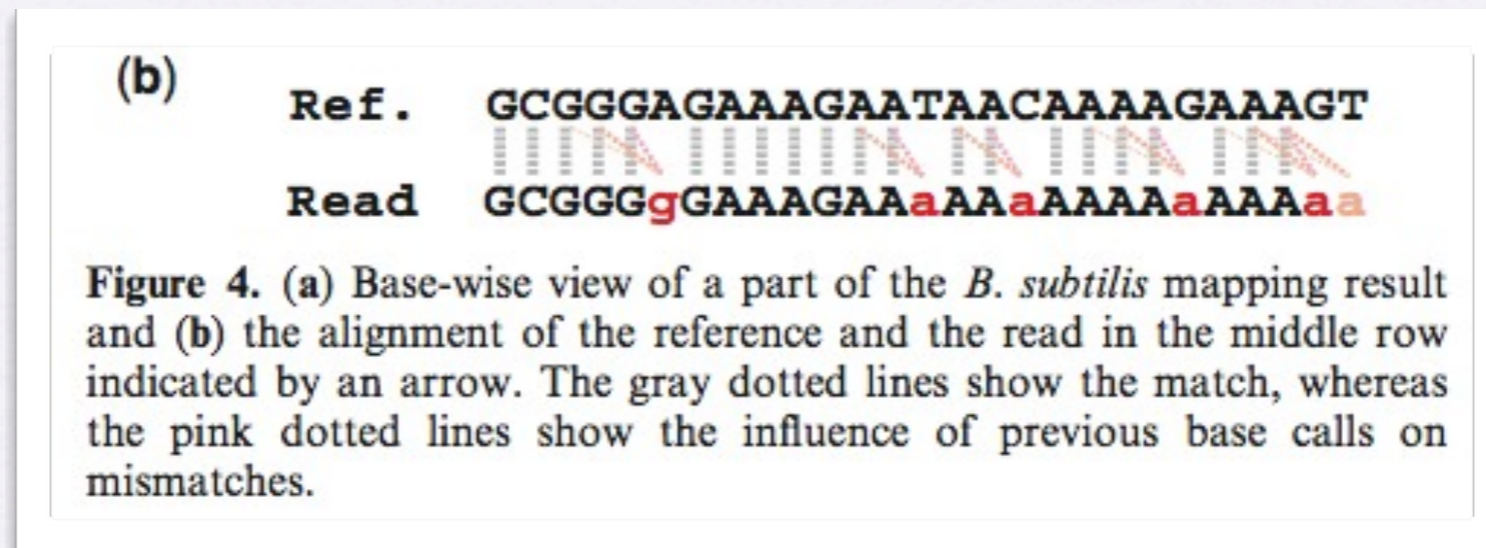 (b)
Ref. GCGGGAGAAAGAATAACAAAAGAAAGT
Read GCGGGgGAAAGAAaAAaAAAAaAAAaa
Figure 4. (a) Base-wise view of a part of the B. subtilis mapping result
and (b) the alignment of the reference and the read in the middle row
indicated by an arrow. The gray dotted lines show the match, whereas
the pink dotted lines show the influence of previous base calls on
mismatches.